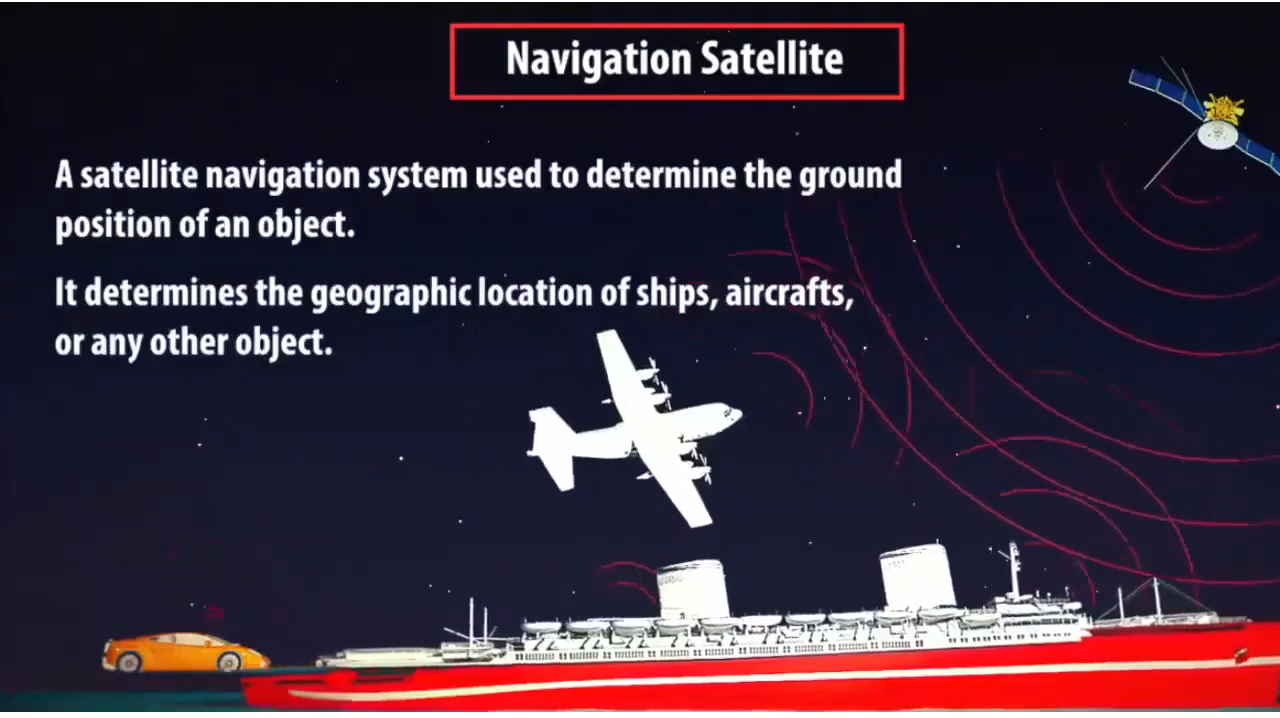 Navigation Satellite
A satellite navigation system used to determine the ground
position of an object.
It determines the geographic location of ships, aircrafts,
or any other object.